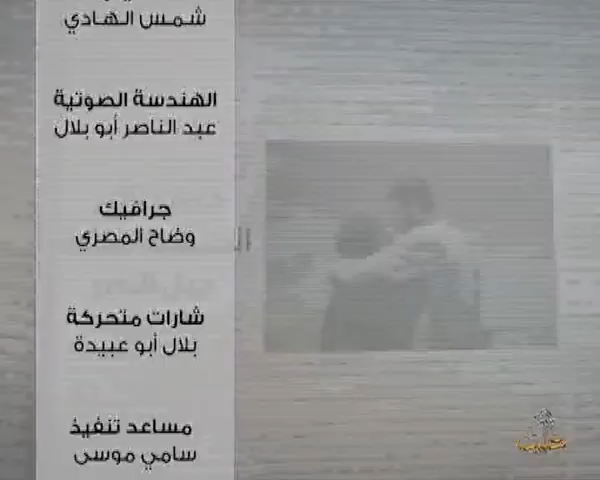 شمس الهادي
الهندسة الصوتية
عبد الناصر أبو بلال
جرافيك
وضاح المصري
شارات متحركة
بلال أبو عبيدة
مساعد تنفيذ
سامي موسى